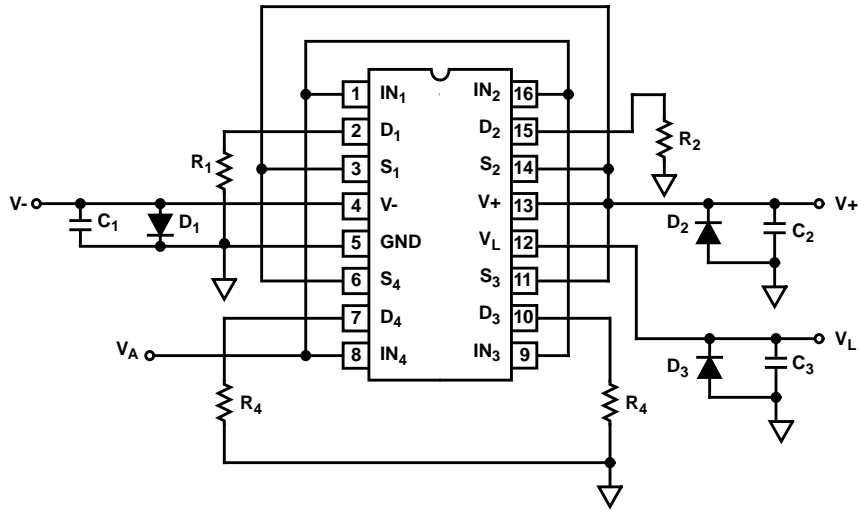 1 IN1 IN2 16
2 D1 D2 15
R1 R2
3 S1 S2 14
V- 4 V- V+ 13 V+
C1 D1 D2 C2
5 GND VL 12
6 S4 S3 11
7 D4 D3 10
VA 8 IN4 IN3 9 VL
D3 C3
R4 R4